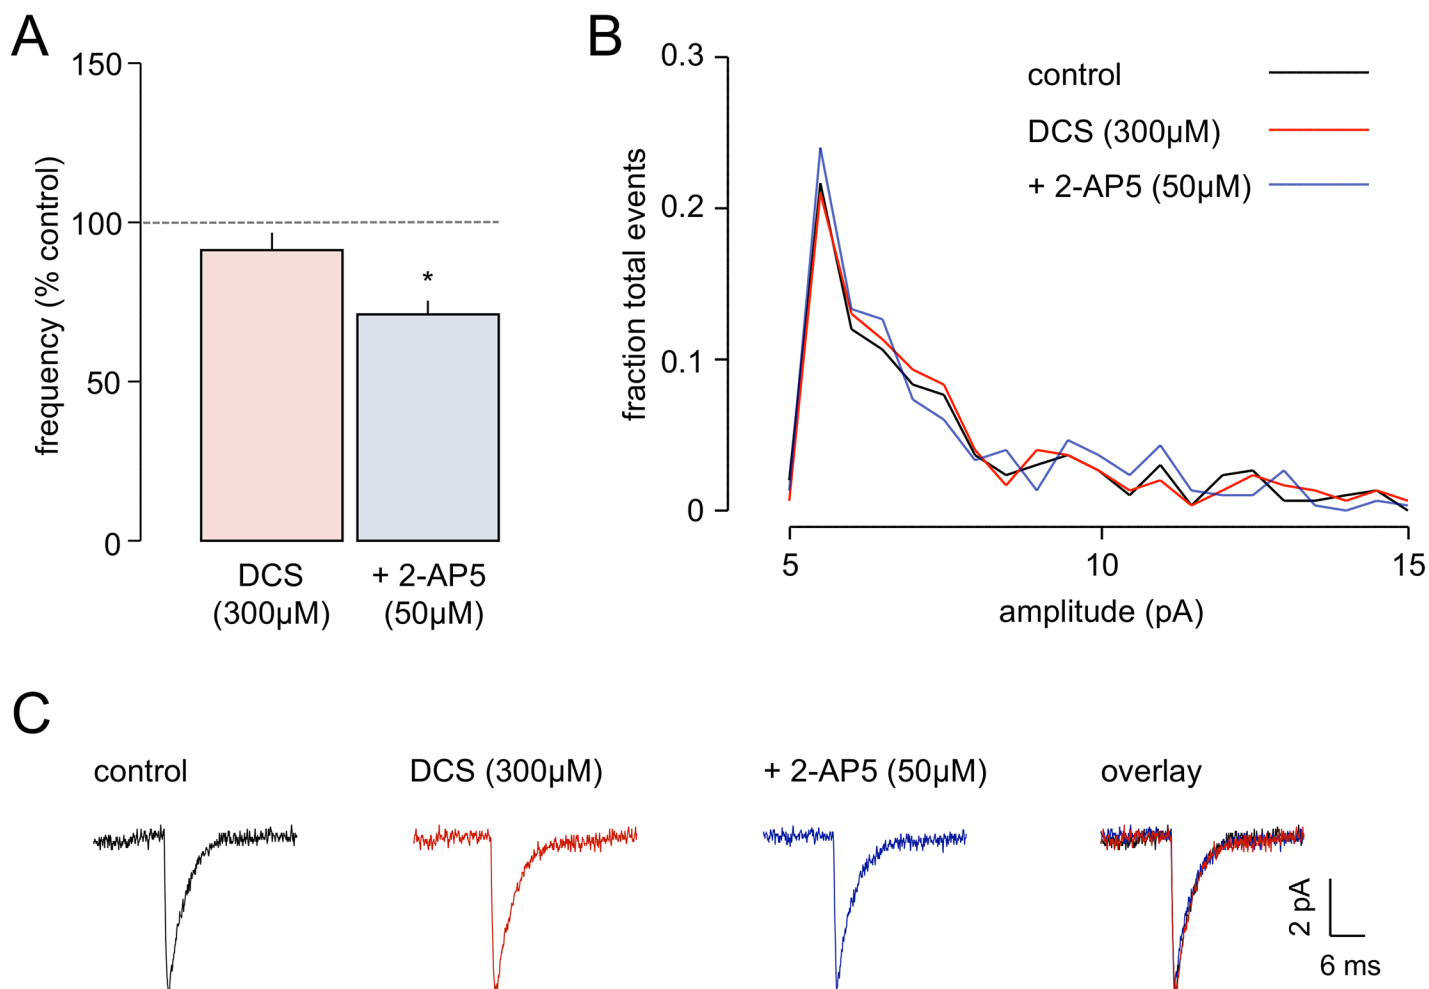 A
150
100
50
0
frequency (% control)
*
DCS
(300µM)
+ 2-AP5
(50µM)
B
0.3
0.2
0.1
0
fraction total events
control
DCS (300µM)
+ 2-AP5 (50µM)
5
10
15
amplitude (pA)
C
control
DCS (300µM)
+ 2-AP5 (50µM)
overlay
2 pA
6 ms